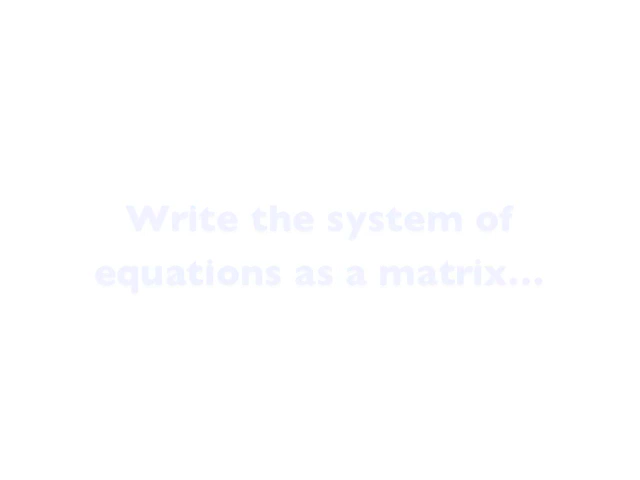 Write the system of
equations as a matrix...